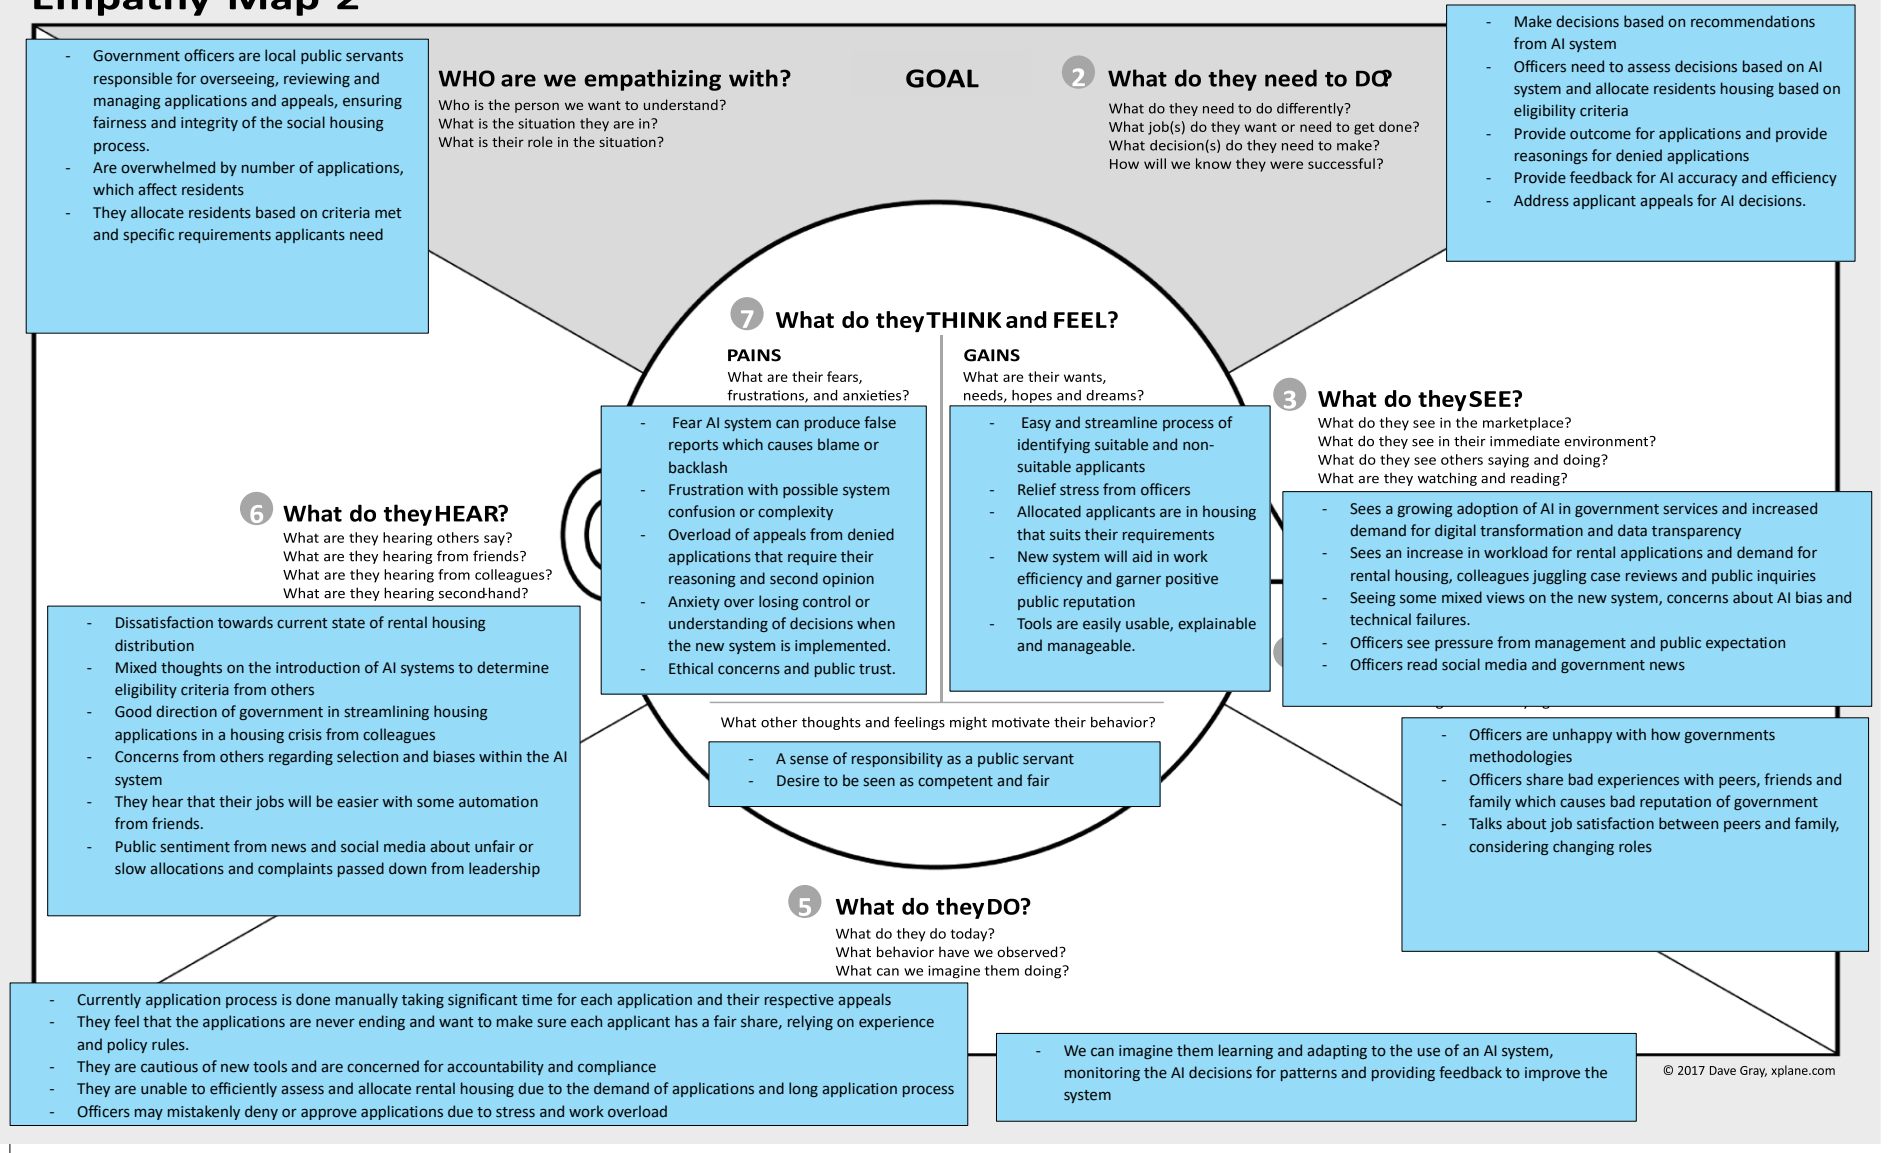 Empathy Map 2
- Government officers are local public servants
responsible for overseeing, reviewing and
managing applications and appeals, ensuring
fairness and integrity of the social housing
process.
- Are overwhelmed by number of applications,
which affect residents
- They allocate residents based on criteria met
and specific requirements applicants need
WHO are we empathizing with?
Who is the person we want to understand?
What is the situation they are in?
What is their role in the situation?
GOAL
2 What do they need to DO?
What do they need to do differently?
What job(s) do they want or need to get done?
What decision(s) do they need to make?
How will we know they were successful?
- Make decisions based on recommendations
from AI system
- Officers need to assess decisions based on AI
system and allocate residents housing based on
eligibility criteria
- Provide outcome for applications and provide
reasonings for denied applications
- Provide feedback for AI accuracy and efficiency
- Address applicant appeals for AI decisions.
7 What do they THINK and FEEL?
PAINS
What are their fears,
frustrations, and anxieties?
- Fear AI system can produce false
reports which causes blame or
backlash
- Frustration with possible system
confusion or complexity
- Overload of appeals from denied
applications that require their
reasoning and second opinion
- Anxiety over losing control or
understanding of decisions when
the new system is implemented.
- Ethical concerns and public trust.
GAINS
What are their wants,
needs, hopes and dreams?
- Easy and streamline process of
identifying suitable and non-
suitable applicants
- Relief stress from officers
- Allocated applicants are in housing
that suits their requirements
- New system will aid in work
efficiency and garner positive
public reputation
- Tools are easily usable, explainable
and manageable.
What other thoughts and feelings might motivate their behavior?
- A sense of responsibility as a public servant
- Desire to be seen as competent and fair
3 What do they SEE?
What do they see in the marketplace?
What do they see in their immediate environment?
What do they see others saying and doing?
What are they watching and reading?
- Sees a growing adoption of AI in government services and increased
demand for digital transformation and data transparency
- Sees an increase in workload for rental applications and demand for
rental housing, colleagues juggling case reviews and public inquiries
- Seeing some mixed views on the new system, concerns about AI bias and
technical failures.
- Officers see pressure from management and public expectation
- Officers read social media and government news
- Officers are unhappy with how governments
methodologies
- Officers share bad experiences with peers, friends and
family which causes bad reputation of government
- Talks about job satisfaction between peers and family,
considering changing roles
6 What do they HEAR?
What are they hearing others say?
What are they hearing from friends?
What are they hearing from colleagues?
What are they hearing second-hand?
- Dissatisfaction towards current state of rental housing
distribution
- Mixed thoughts on the introduction of AI systems to determine
eligibility criteria from others
- Good direction of government in streamlining housing
applications in a housing crisis from colleagues
- Concerns from others regarding selection and biases within the AI
system
- They hear that their jobs will be easier with some automation
from friends.
- Public sentiment from news and social media about unfair or
slow allocations and complaints passed down from leadership
5 What do they DO?
What do they do today?
What behavior have we observed?
What can we imagine them doing?
- Currently application process is done manually taking significant time for each application and their respective appeals
- They feel that the applications are never ending and want to make sure each applicant has a fair share, relying on experience
and policy rules.
- They are cautious of new tools and are concerned for accountability and compliance
- They are unable to efficiently assess and allocate rental housing due to the demand of applications and long application process
- Officers may mistakenly deny or approve applications due to stress and work overload
- We can imagine them learning and adapting to the use of an AI system,
monitoring the AI decisions for patterns and providing feedback to improve the
system
© 2017 Dave Gray, xplane.com